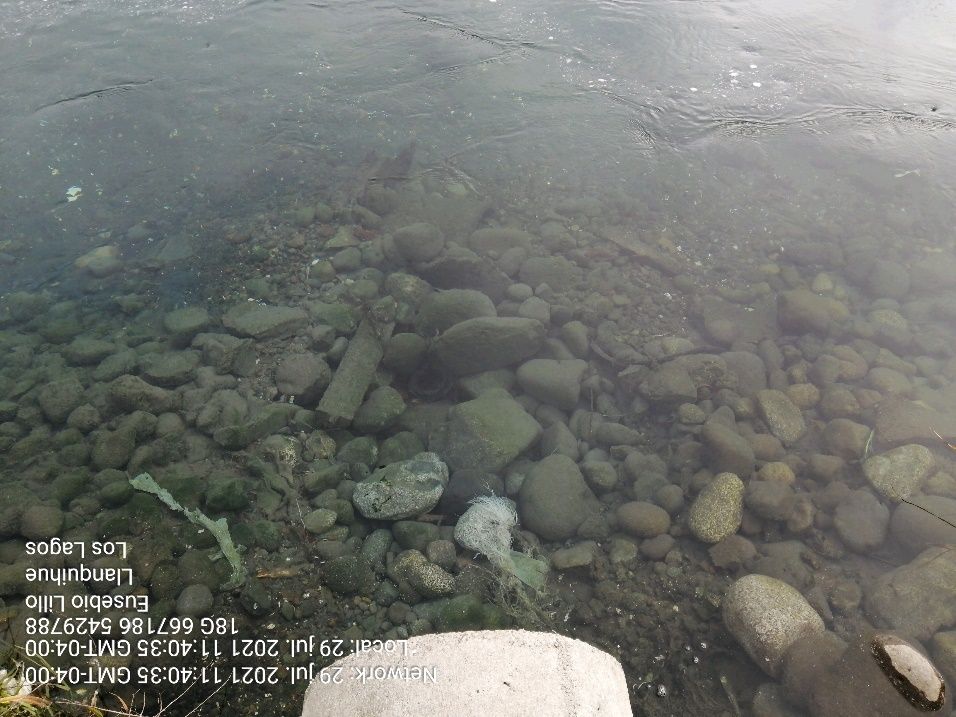 Network: 29 jul. 2021 11:40:35 GMT-04:00
Local: 29 jul. 2021 11:40:35 GMT-04:00
18G 667186 5429788
Eusebio Lillo
Llanquihue
Los Lagos